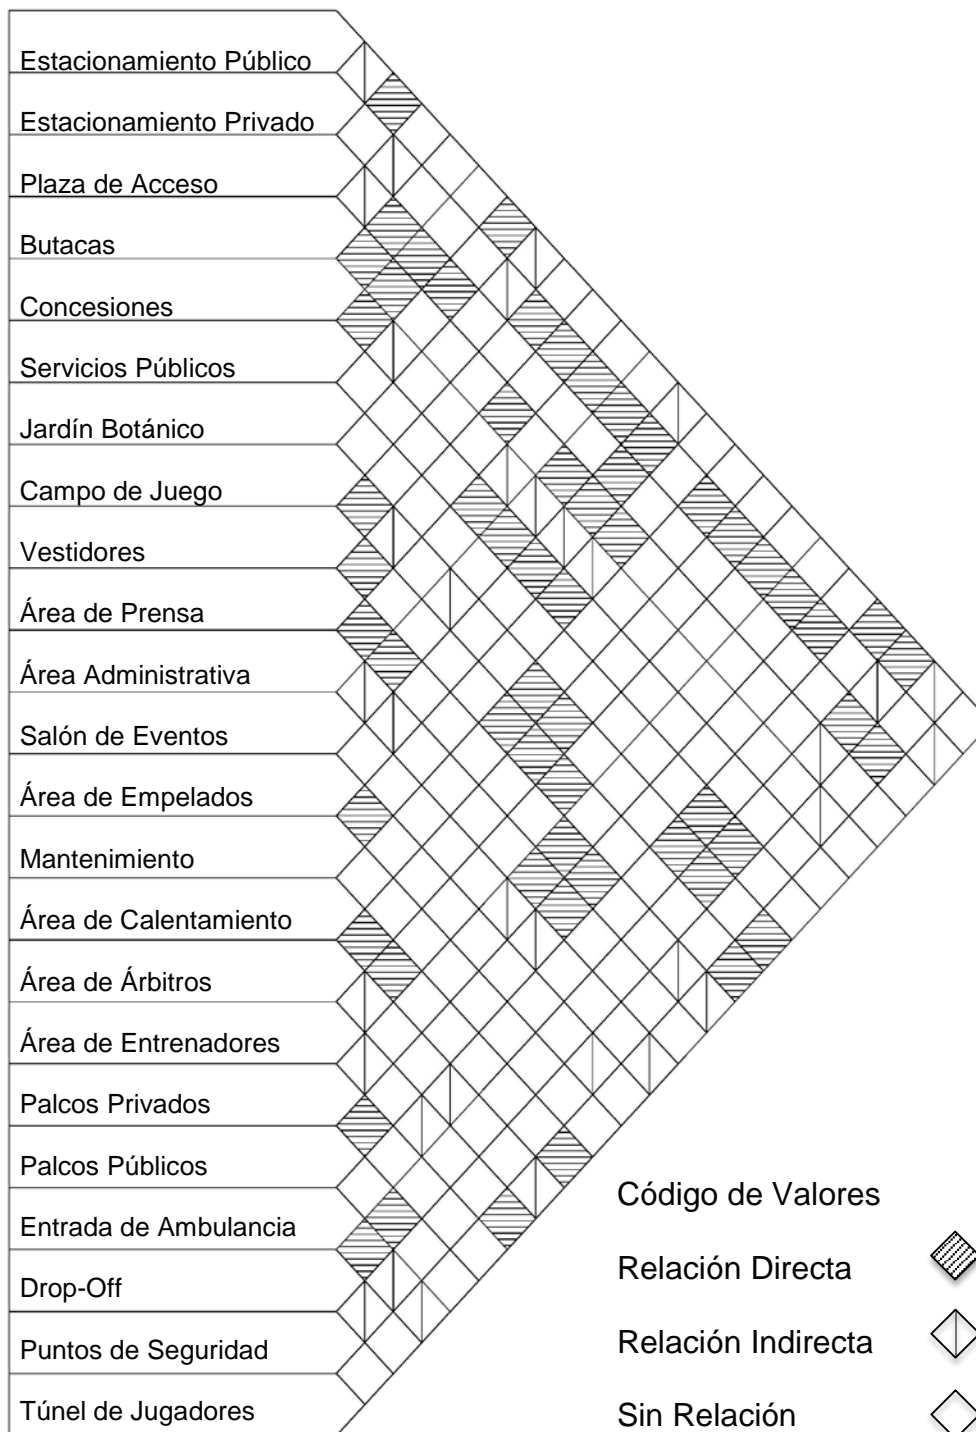 Estacionamiento Público
Estacionamiento Privado
Plaza de Acceso
Butacas
Concesiones
Servicios Públicos
Jardín Botánico
Campo de Juego
Vestidores
Área de Prensa
Área Administrativa
Salón de Eventos
Área de Empelados
Mantenimiento
Área de Calentamiento
Área de Árbitros
Área de Entrenadores
Palcos Privados
Palcos Públicos
Entrada de Ambulancia
Drop-Off
Puntos de Seguridad
Túnel de Jugadores
Código de Valores
Relación Directa
Relación Indirecta
Sin Relación